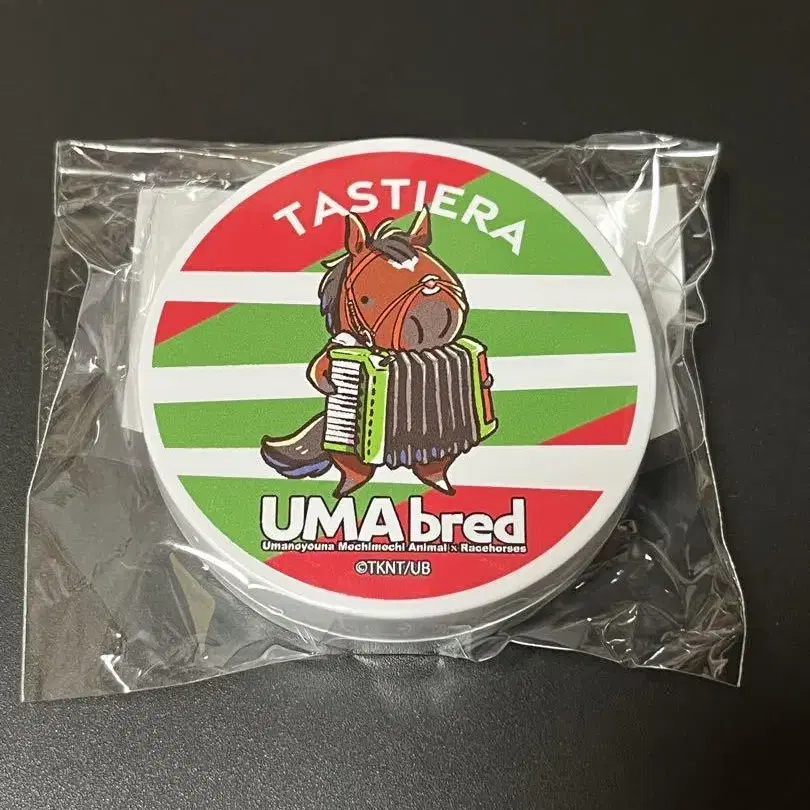 TASTIERA
UMAbred
Umanoyouna Mochimochi Animal x Racehorses
©TKNT/UB